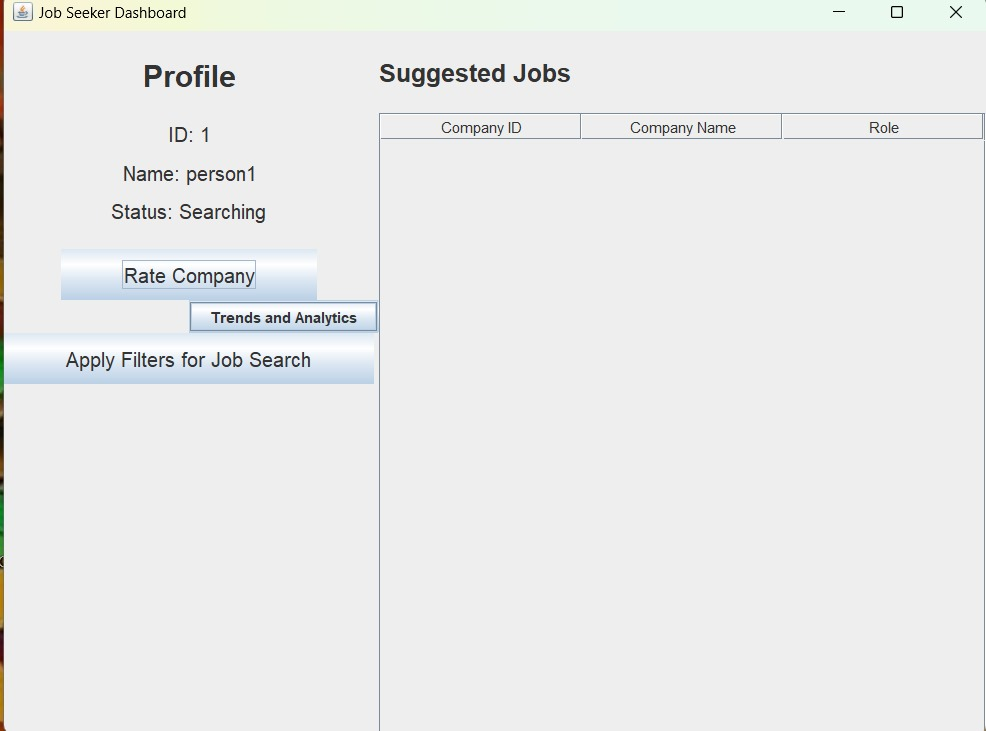 Job Seeker Dashboard
Profile
ID: 1
Name: person1
Status: Searching
Rate Company
Trends and Analytics
Apply Filters for Job Search
Suggested Jobs
Company ID Company Name Role